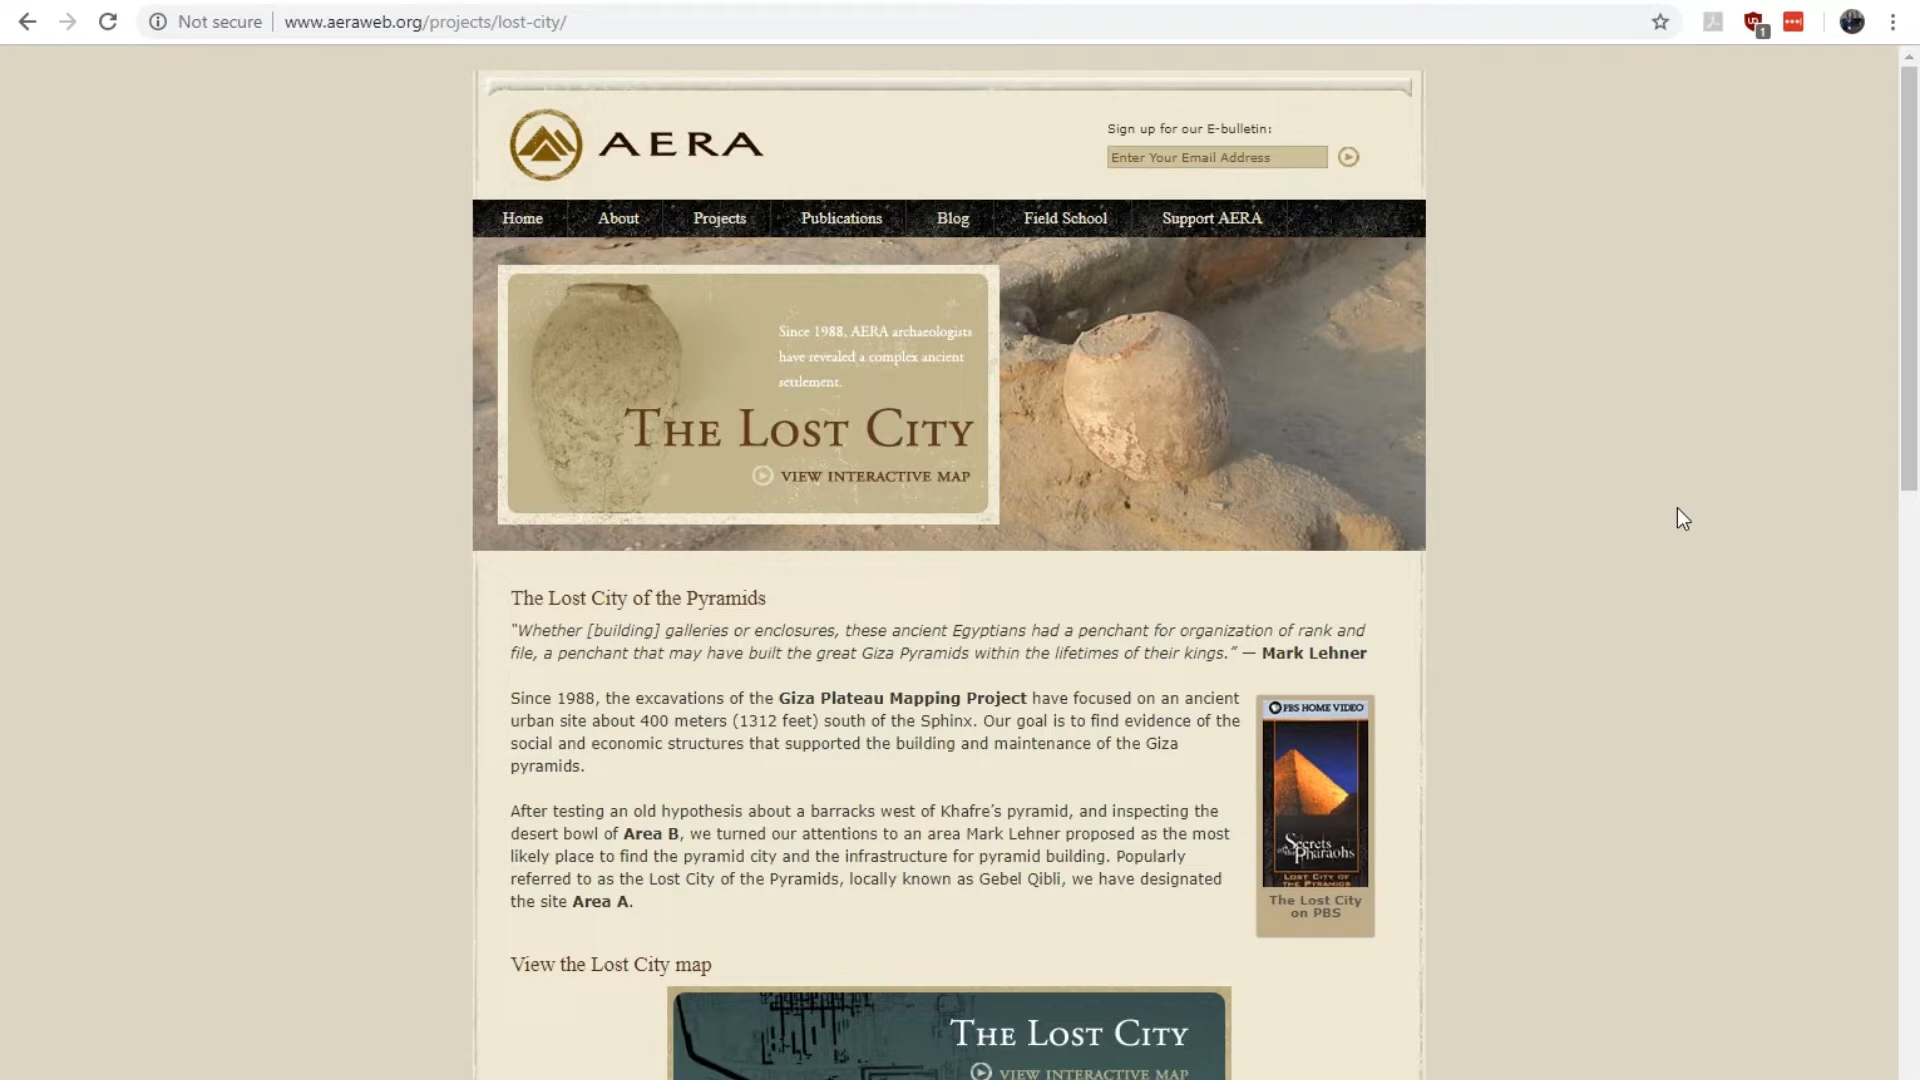 Not secure www.aeraweb.org/projects/lost-city/
1
AERA
Sign up for our E-bulletin:
Enter Your Email Address
Home About Projects Publications Blog Field School Support AERA
Since 1988, AERA archaeologists
have revealed a complex ancient
settlement.
THE LOST CITY
VIEW INTERACTIVE MAP
The Lost City of the Pyramids
“Whether [building] galleries or enclosures, these ancient Egyptians had a penchant for organization of rank and
file, a penchant that may have built the great Giza Pyramids within the lifetimes of their kings.” — Mark Lehner
Since 1988, the excavations of the Giza Plateau Mapping Project have focused on an ancient
urban site about 400 meters (1312 feet) south of the Sphinx. Our goal is to find evidence of the
social and economic structures that supported the building and maintenance of the Giza
pyramids.
After testing an old hypothesis about a barracks west of Khafre’s pyramid, and inspecting the
desert bowl of Area B, we turned our attentions to an area Mark Lehner proposed as the most
likely place to find the pyramid city and the infrastructure for pyramid building. Popularly
referred to as the Lost City of the Pyramids, locally known as Gebel Qibli, we have designated
the site Area A.
PBS HOME VIDEO
Secrets
of the Pharaohs
LOST CITY OF
THE PYRAMIDS
The Lost City
on PBS
View the Lost City map
THE LOST CITY
VIEW INTERACTIVE MAP